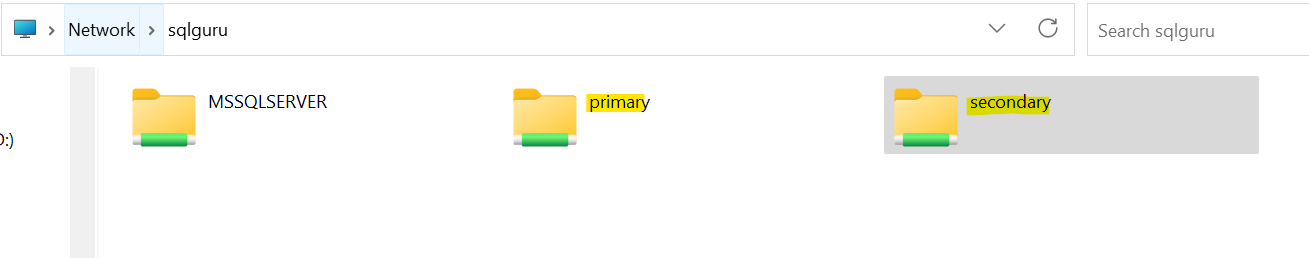 Network > sqlguru
Search sqlguru
MSSQLSERVER
primary
secondary
:)